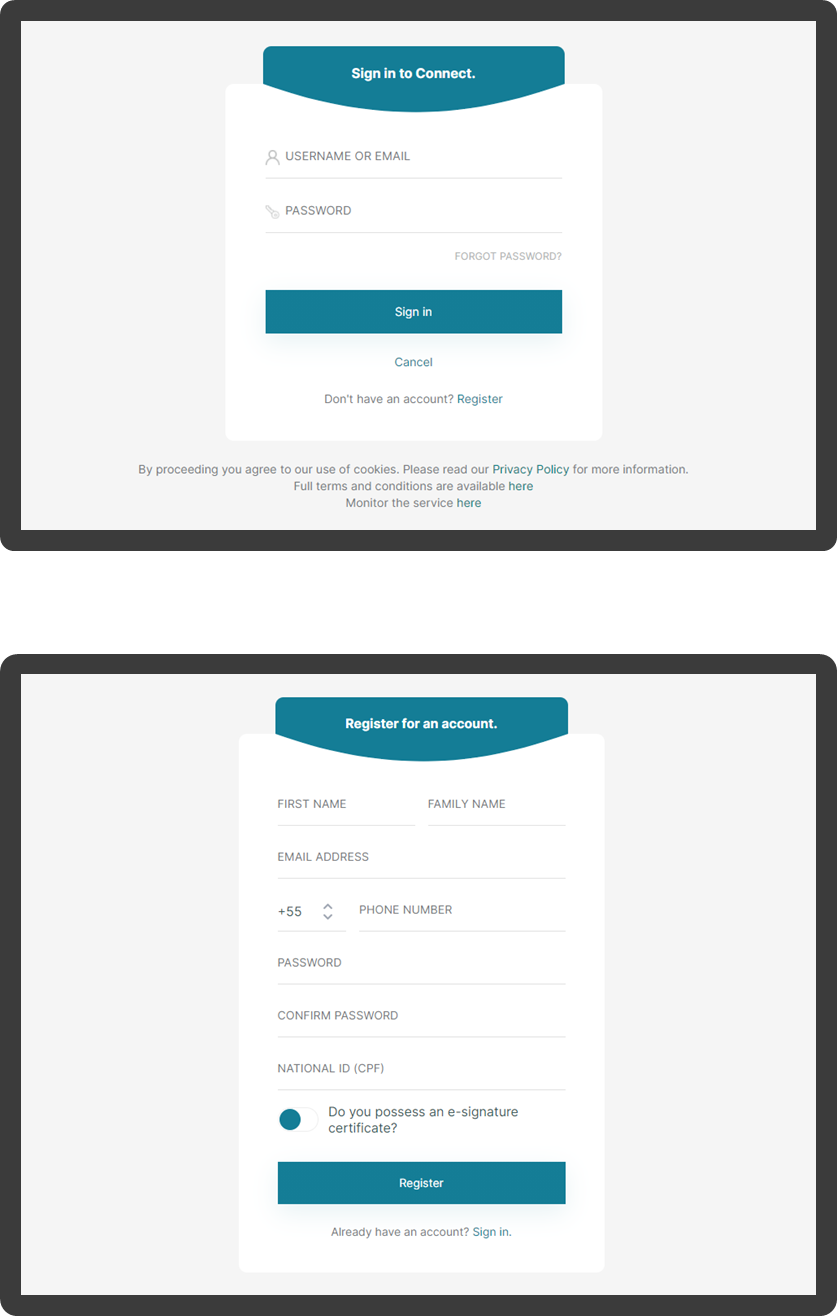 Sign in to Connect.
USERNAME OR EMAIL
PASSWORD
FORGOT PASSWORD?
Sign in
Cancel
Don't have an account? Register
By proceeding you agree to our use of cookies. Please read our Privacy Policy for more information.
Full terms and conditions are available here
Monitor the service here
Register for an account.
FIRST NAME FAMILY NAME
EMAIL ADDRESS
+55 PHONE NUMBER
PASSWORD
CONFIRM PASSWORD
NATIONAL ID (CPF)
Do you possess an e-signature
certificate?
Register
Already have an account? Sign in.